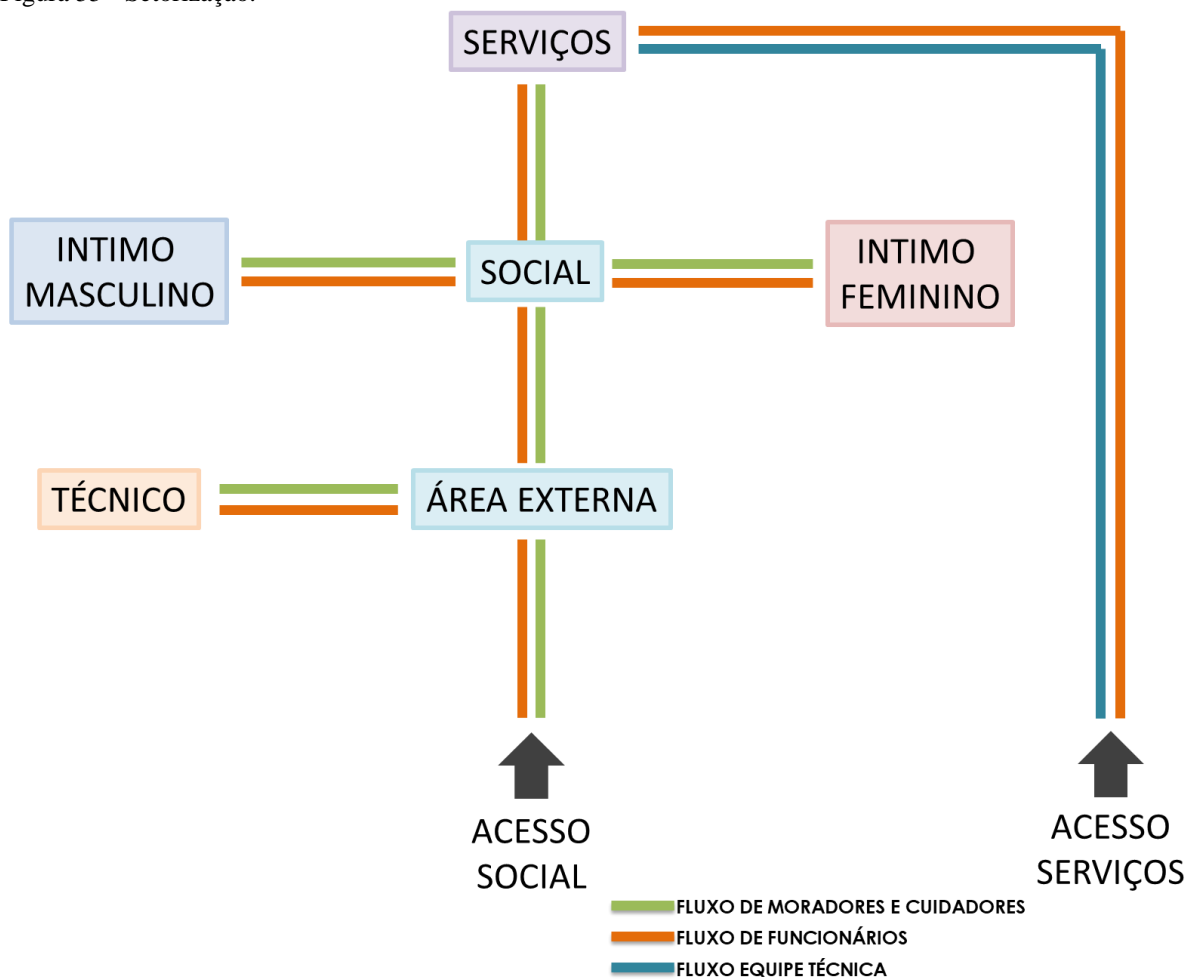 SERVIÇOS
INTIMO
MASCULINO
SOCIAL
INTIMO
FEMININO
TÉCNICO
ÁREA EXTERNA
ACESSO
SOCIAL
ACESSO
SERVIÇOS
FLUXO DE MORADORES E CUIDADORES
FLUXO DE FUNCIONÁRIOS
FLUXO EQUIPE TÉCNICA